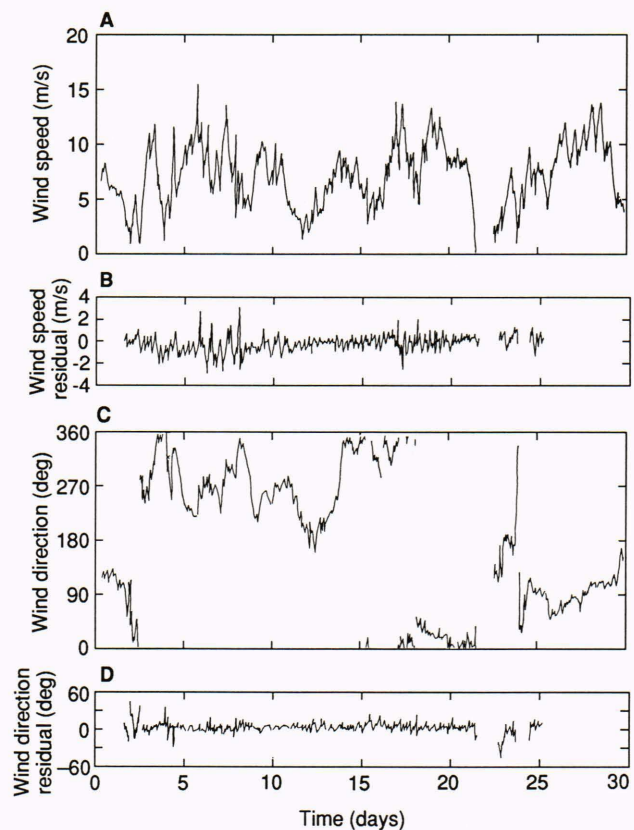 A
20
15
10
5
0
Wind speed (m/s)
B
4
2
0
-2
-4
Wind speed
residual (m/s)
C
360
270
180
90
0
Wind direction (deg)
D
60
0
-60
Wind direction
residual (deg)
0 5 10 15 20 25 30
Time (days)